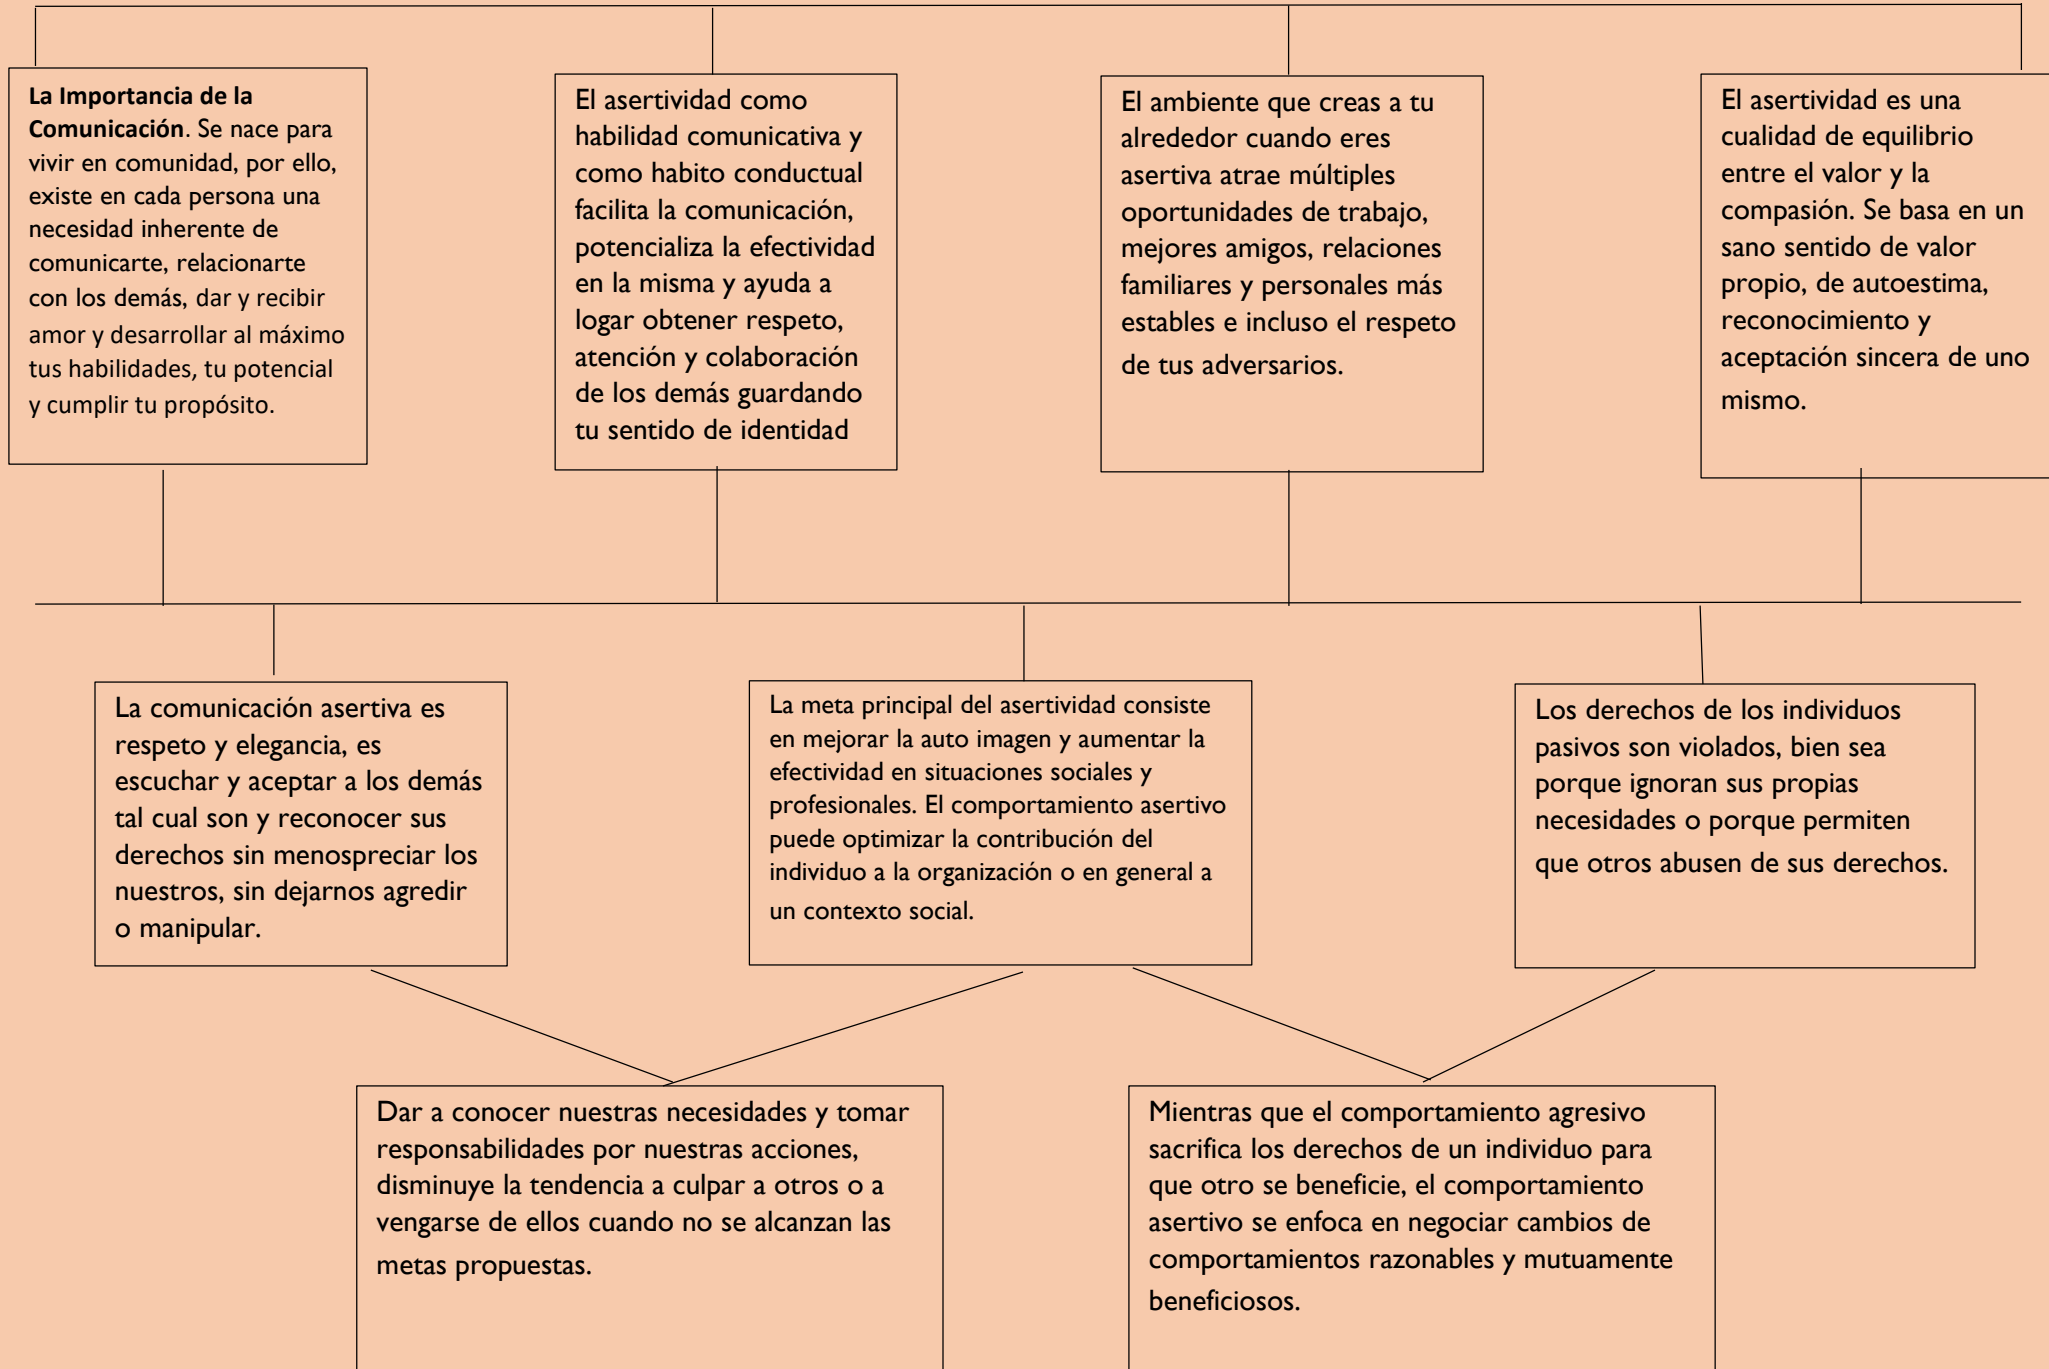 La Importancia de la
Comunicación. Se nace para
vivir en comunidad, por ello,
existe en cada persona una
necesidad inherente de
comunicarte, relacionarte
con los demás, dar y recibir
amor y desarrollar al máximo
tus habilidades, tu potencial
y cumplir tu propósito.
El asertividad como
habilidad comunicativa y
como habito conductual
facilita la comunicación,
potencializa la efectividad
en la misma y ayuda a
logar obtener respeto,
atención y colaboración
de los demás guardando
tu sentido de identidad
El ambiente que creas a tu
alrededor cuando eres
asertiva atrae múltiples
oportunidades de trabajo,
mejores amigos, relaciones
familiares y personales más
estables e incluso el respeto
de tus adversarios.
El asertividad es una
cualidad de equilibrio
entre el valor y la
compasión. Se basa en un
sano sentido de valor
propio, de autoestima,
reconocimiento y
aceptación sincera de uno
mismo.
La comunicación asertiva es
respeto y elegancia, es
escuchar y aceptar a los demás
tal cual son y reconocer sus
derechos sin menospreciar los
nuestros, sin dejarnos agredir
o manipular.
La meta principal del asertividad consiste
en mejorar la auto imagen y aumentar la
efectividad en situaciones sociales y
profesionales. El comportamiento asertivo
puede optimizar la contribución del
individuo a la organización o en general a
un contexto social.
Los derechos de los individuos
pasivos son violados, bien sea
porque ignoran sus propias
necesidades o porque permiten
que otros abusen de sus derechos.
Dar a conocer nuestras necesidades y tomar
responsabilidades por nuestras acciones,
disminuye la tendencia a culpar a otros o a
vengarse de ellos cuando no se alcanzan las
metas propuestas.
Mientras que el comportamiento agresivo
sacrifica los derechos de un individuo para
que otro se beneficie, el comportamiento
asertivo se enfoca en negociar cambios de
comportamientos razonables y mutuamente
beneficiosos.